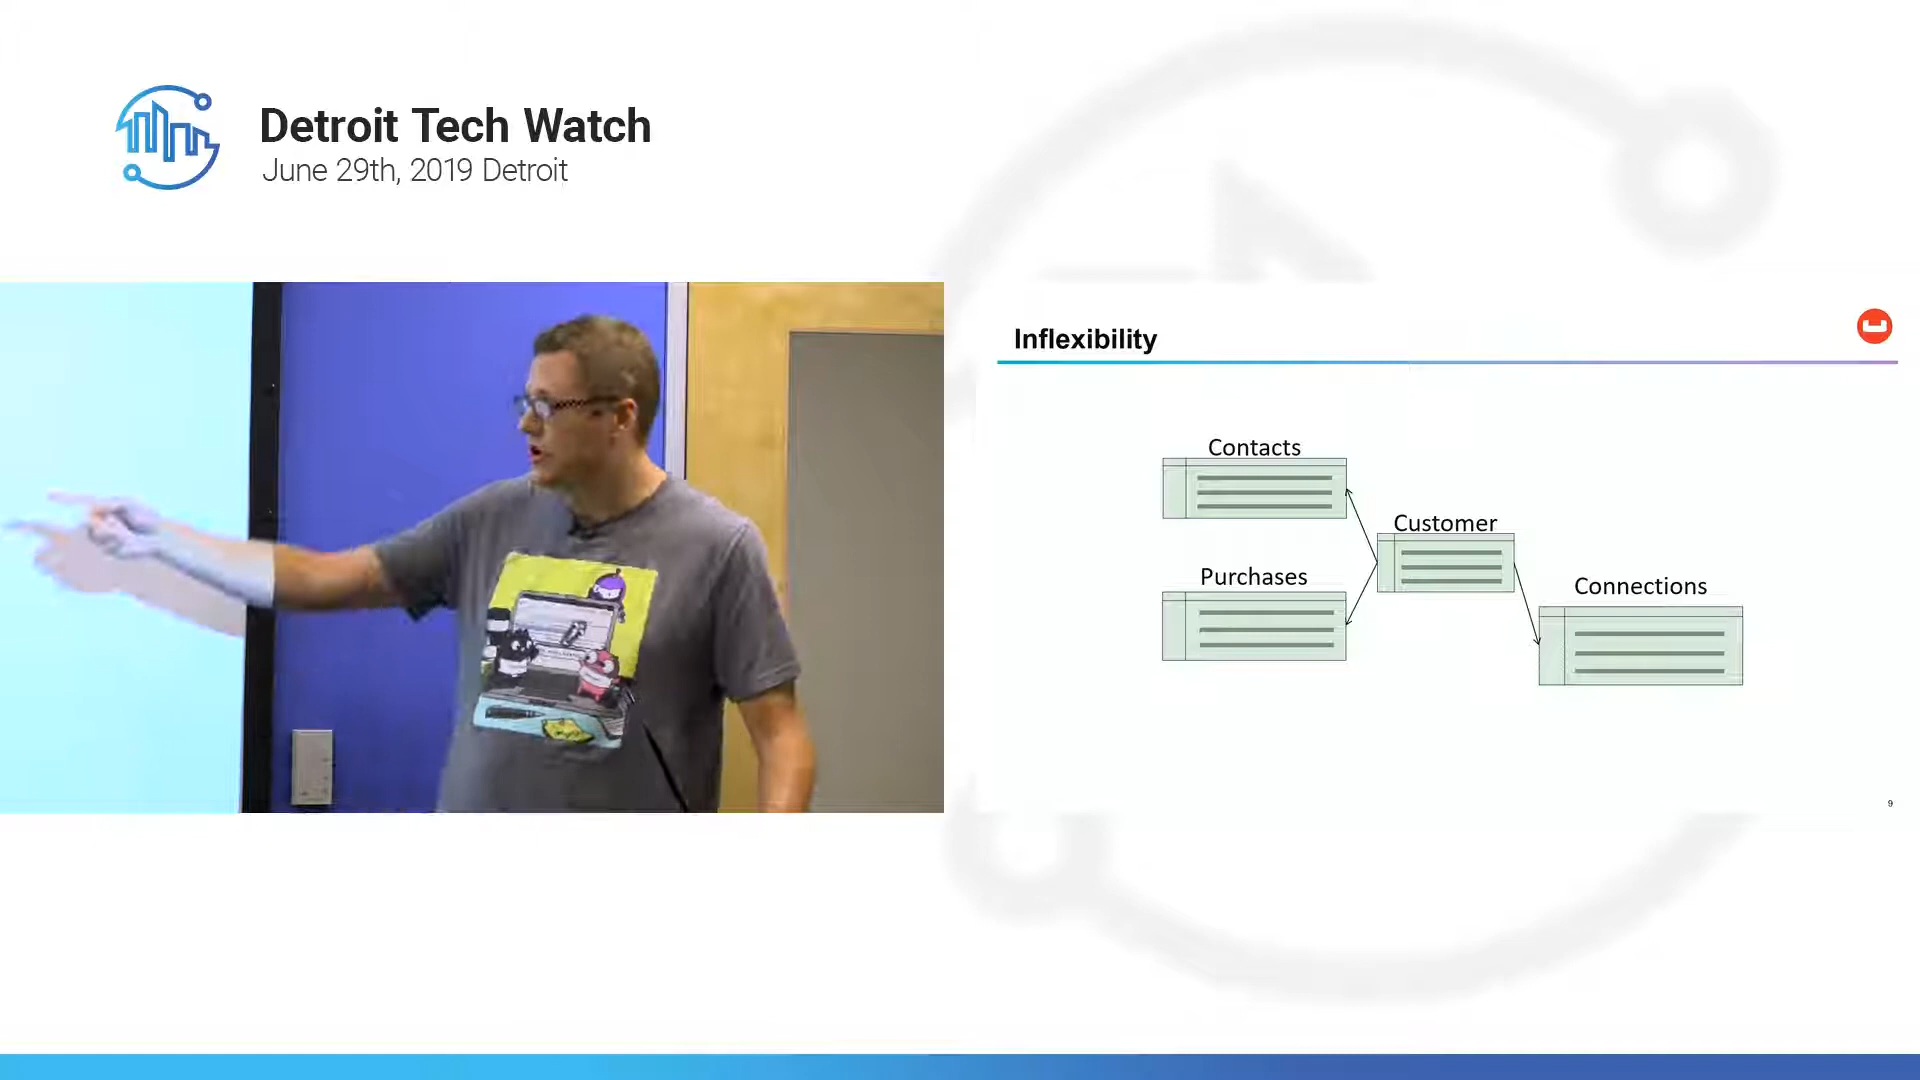 Detroit Tech Watch
June 29th, 2019 Detroit
Inflexibility
Contacts
Customer
Purchases
Connections
9